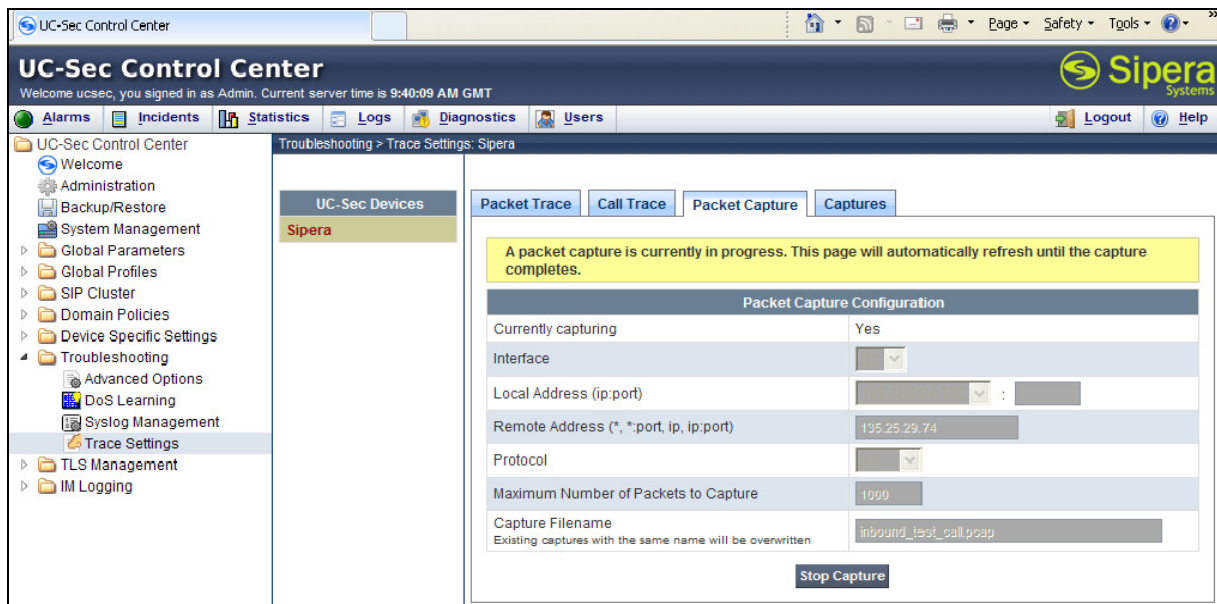 UC-Sec Control Center
Page Safety Tools »
UC-Sec Control Center
Welcome ucsec, you signed in as Admin. Current server time is 9:40:09 AM GMT
Sipera
Systems
Alarms Incidents Statistics Logs Diagnostics Users Logout Help
UC-Sec Control Center
Welcome
Administration
Backup/Restore
System Management
Global Parameters
Global Profiles
SIP Cluster
Domain Policies
Device Specific Settings
Troubleshooting
Advanced Options
DoS Learning
Syslog Management
Trace Settings
TLS Management
IM Logging
Troubleshooting > Trace Settings: Sipera
UC-Sec Devices
Sipera
Packet Trace Call Trace Packet Capture Captures
A packet capture is currently in progress. This page will automatically refresh until the capture
completes.
Packet Capture Configuration
Currently capturing Yes
Interface
Local Address (ip:port) :
Remote Address (*, *:port, ip, ip:port) 135.25.29.74
Protocol
Maximum Number of Packets to Capture 1000
Capture Filename
Existing captures with the same name will be overwritten
inbound_test_call.pcap
Stop Capture